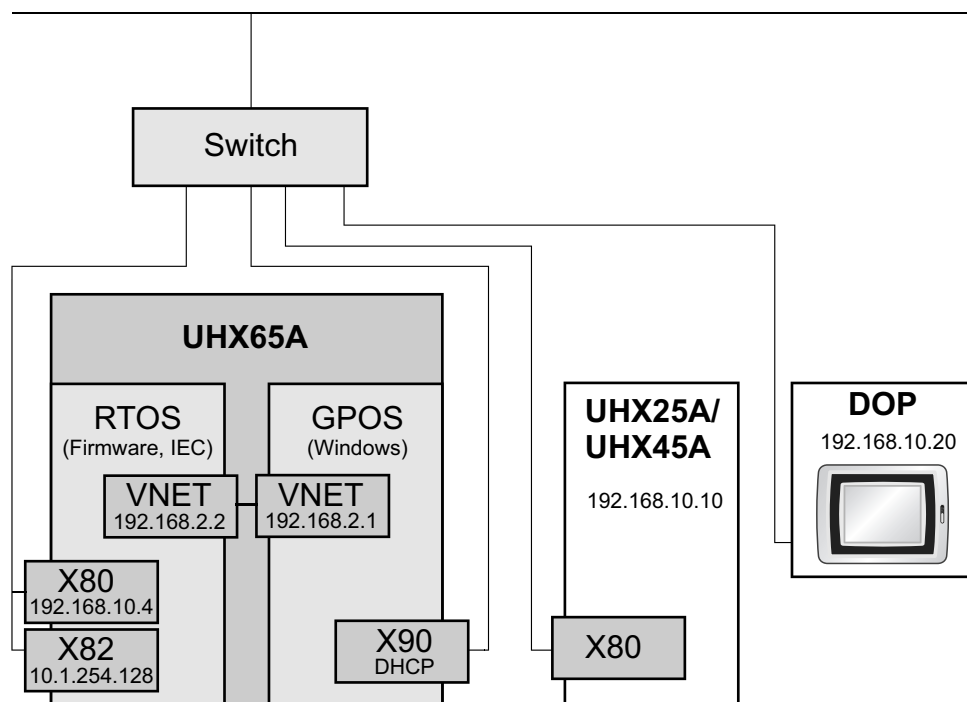 Switch
UHX65A
RTOS
(Firmware, IEC)
GPOS
(Windows)
VNET
192.168.2.2
VNET
192.168.2.1
X80
192.168.10.4
X82
10.1.254.128
X90
DHCP
UHX25A/
UHX45A
192.168.10.10
X80
DOP
192.168.10.20